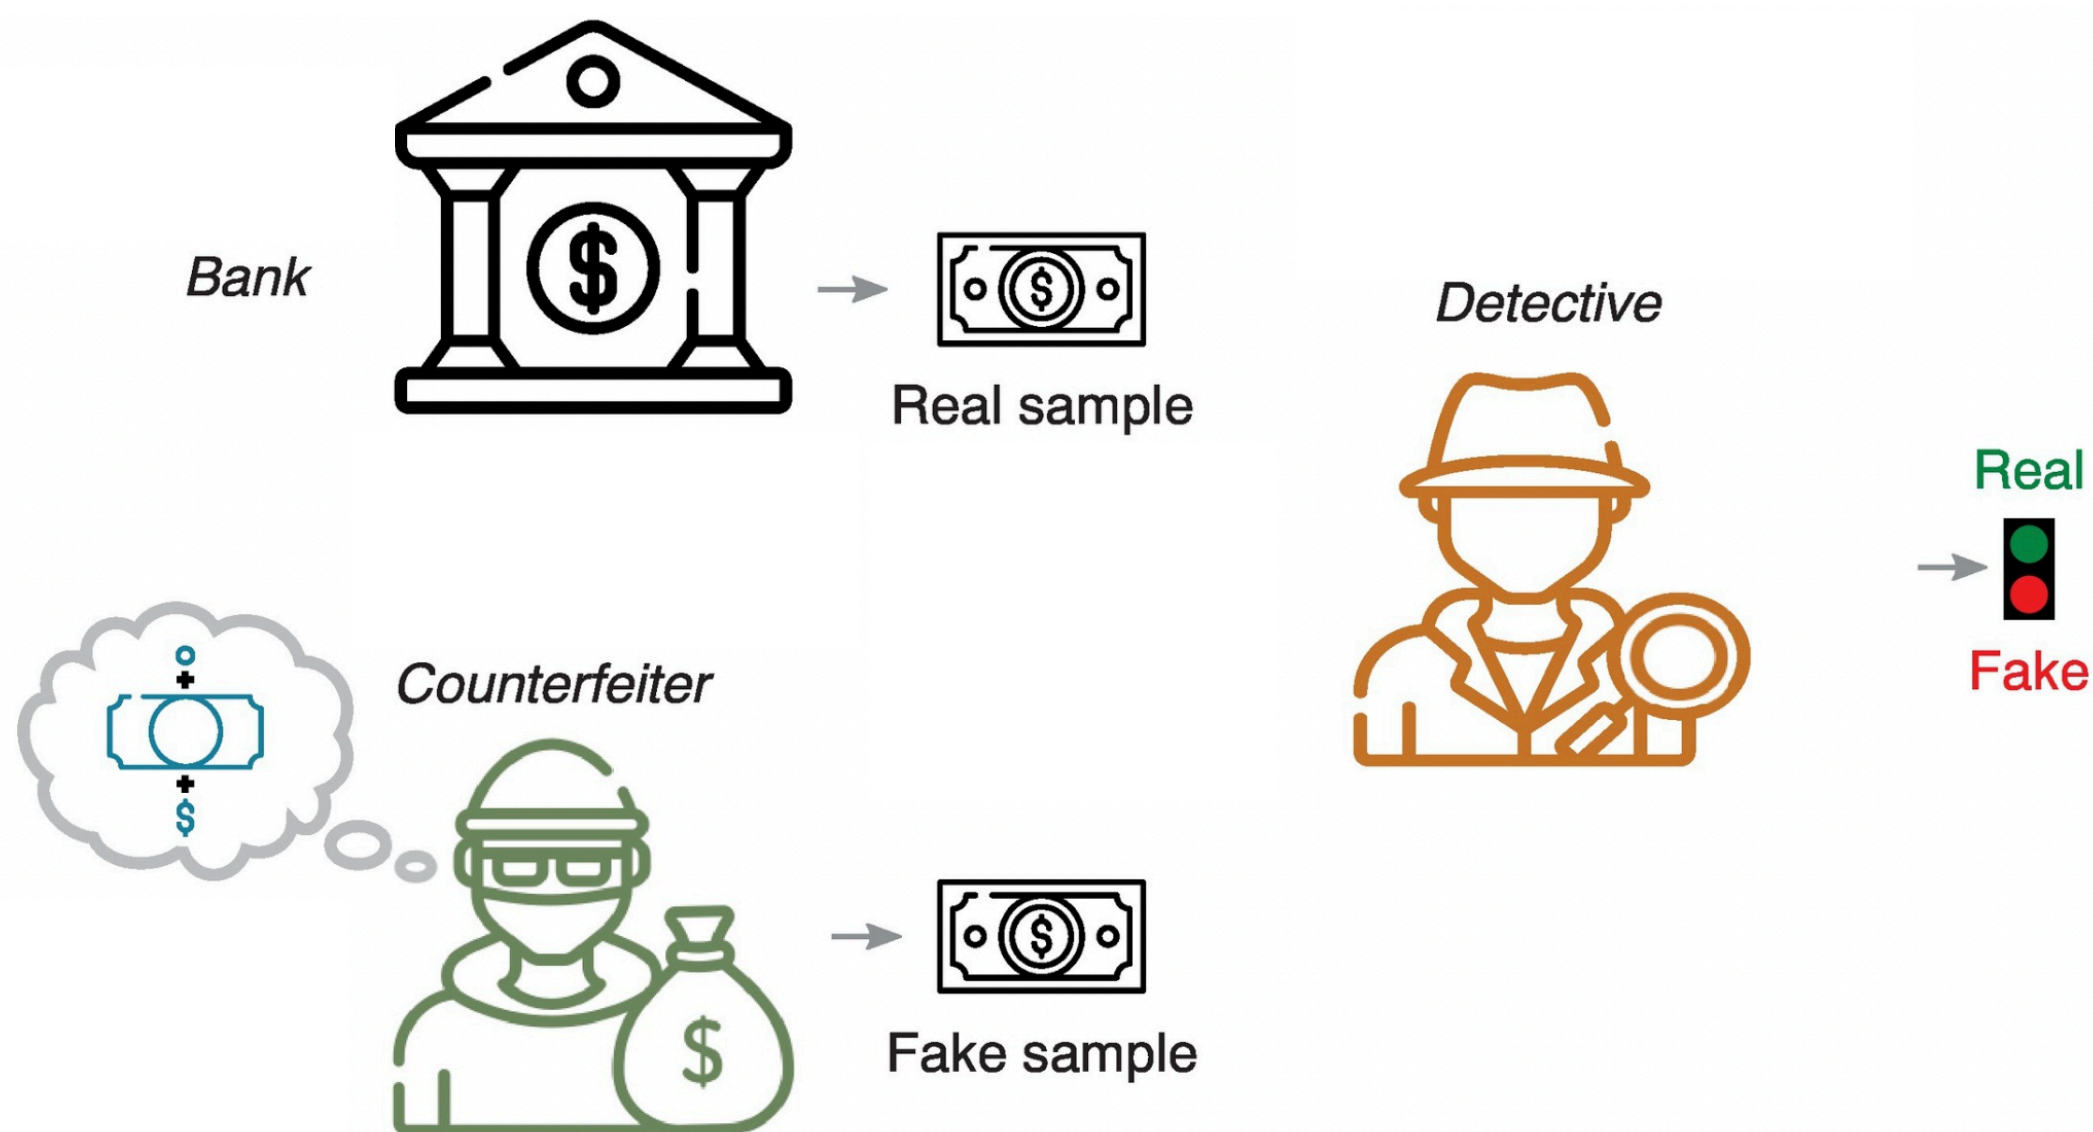 Bank
$
$
Real sample
Detective
Real
Fake
Counterfeiter
$
$
$
Fake sample